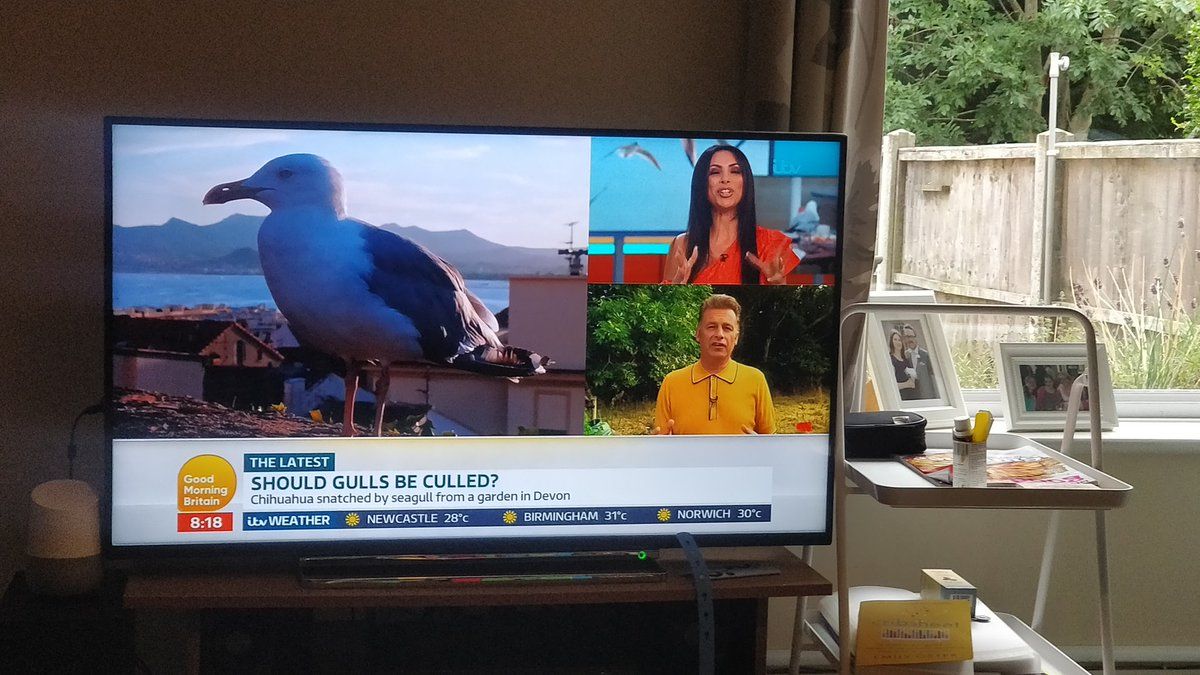 itv
THE LATEST
Good
Morning
Britain
SHOULD GULLS BE CULLED?
Chihuahua snatched by seagull from a garden in Devon
8:18
itv WEATHER NEWCASTLE 28°c BIRMINGHAM 31°c NORWICH 30°c